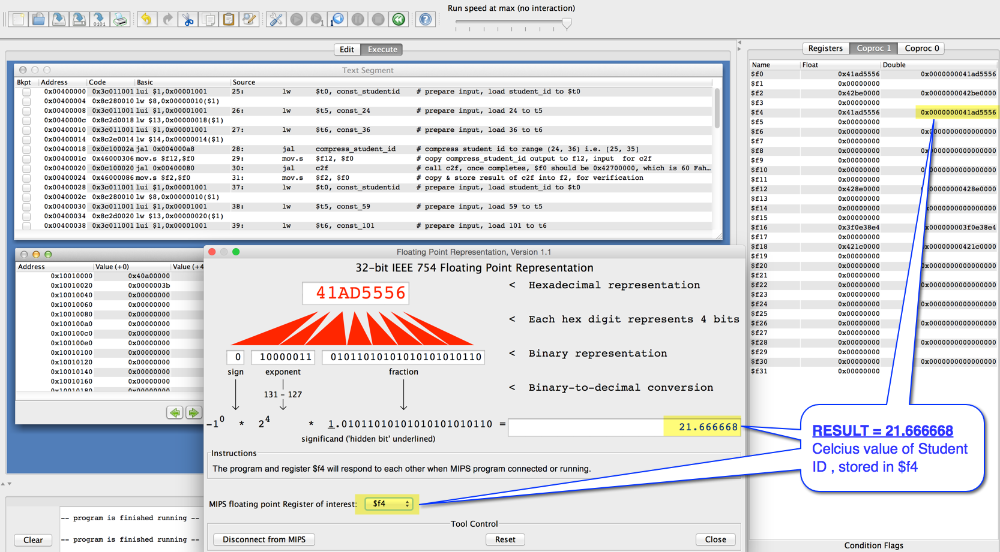 Run speed at max (no interaction)
0101
1
1
Edit Execute
Registers Coproc 1 Coproc 0
Text Segment
Bkpt Address Code Basic Source
0x00400000 0x3c011001 lui $1,0x00001001 25: lw $t0, const_studentid # prepare input, load student_id to $t0
0x00400004 0x8c280010 lw $8,0x00000010($1)
0x00400008 0x3c011001 lui $1,0x00001001 26: lw $t5, const_24 # prepare input, load 24 to t5
0x0040000c 0x8c2d0018 lw $13,0x00000018($1)
0x00400010 0x3c011001 lui $1,0x00001001 27: lw $t6, const_36 # prepare input, load 36 to t6
0x00400014 0x8c2e0014 lw $14,0x00000014($1)
0x00400018 0x0c10002a jal 0x004000a8 28: jal compress_student_id # compress student id to range (24, 36) i.e. [25, 35]
0x0040001c 0x46000306 mov.s $f12,$f0 29: mov.s $f12, $f0 # copy compress_student_id output to f12, input for c2f
0x00400020 0x0c100020 jal 0x00400080 30: jal c2f # call c2f, once completes, $f0 should be 0x42700000, which is 60 Fah...
0x00400024 0x46000086 mov.s $f2,$f0 31: mov.s $f2, $f0 # copy & store result of c2f into f2, for verification
0x00400028 0x3c011001 lui $1,0x00001001 37: lw $t0, const_studentid # prepare input, load student_id to $t0
0x0040002c 0x8c280010 lw $8,0x00000010($1)
0x00400030 0x3c011001 lui $1,0x00001001 38: lw $t5, const_59 # prepare input, load 59 to t5
0x00400034 0x8c2d0020 lw $13,0x00000020($1)
0x00400038 0x3c011001 lui $1,0x00001001 39: lw $t6, const_101 # prepare input, load 101 to t6
Name Float Double
$f0 0x41ad5556 0x0000000041ad5556
$f1 0x00000000
$f2 0x42be0000 0x0000000042be0000
$f3 0x00000000
$f4 0x41ad5556 0x0000000041ad5556
$f5 0x00000000
$f6 0x00000000 0x0000000000000000
$f7 0x00000000
$f8 0x00000000 0x0000000000000000
$f9 0x00000000
$f10 0x00000000
$f11 0x00000000
$f12 0x428e0000
$f13 0x00000000
$f14 0x00000000
$f15 0x00000000
$f16 0x3f0e38e4
$f17 0x00000000
$f18 0x421c0000
$f19 0x00000000
$f20 0x00000000
$f21 0x00000000
$f22 0x00000000
$f23 0x00000000
$f24 0x00000000
$f25 0x00000000
$f26 0x00000000
$f27 0x00000000
$f28 0x00000000
$f29 0x00000000
$f30 0x00000000 0x0000000000000000
$f31 0x00000000
Condition Flags
Address Value (+0) Value (+4
0x10010000 0x40a00000
0x10010020 0x0000003b
0x10010040 0x00000000
0x10010060 0x00000000
0x10010080 0x00000000
0x100100a0 0x00000000
0x100100c0 0x00000000
0x100100e0 0x00000000
0x10010100 0x00000000
0x10010120 0x00000000
0x10010140 0x00000000
0x10010160 0x00000000
0x10010180 0x00000000
Floating Point Representation, Version 1.1
32-bit IEEE 754 Floating Point Representation
41AD5556 < Hexadecimal representation
< Each hex digit represents 4 bits
0 10000011 01011010101010101010110 < Binary representation
sign exponent fraction
131 - 127 < Binary-to-decimal conversion
-1 0 * 2 4 * 1.01011010101010101010110 = 21.666668
significand ('hidden bit' underlined)
Instructions
The program and register $f4 will respond to each other when MIPS program connected or running.
MIPS floating point Register of interest: $f4
Tool Control
Disconnect from MIPS Reset Close
RESULT = 21.666668
Celcius value of Student
ID , stored in $f4
-- program is finished running --
Clear -- program is finished running --